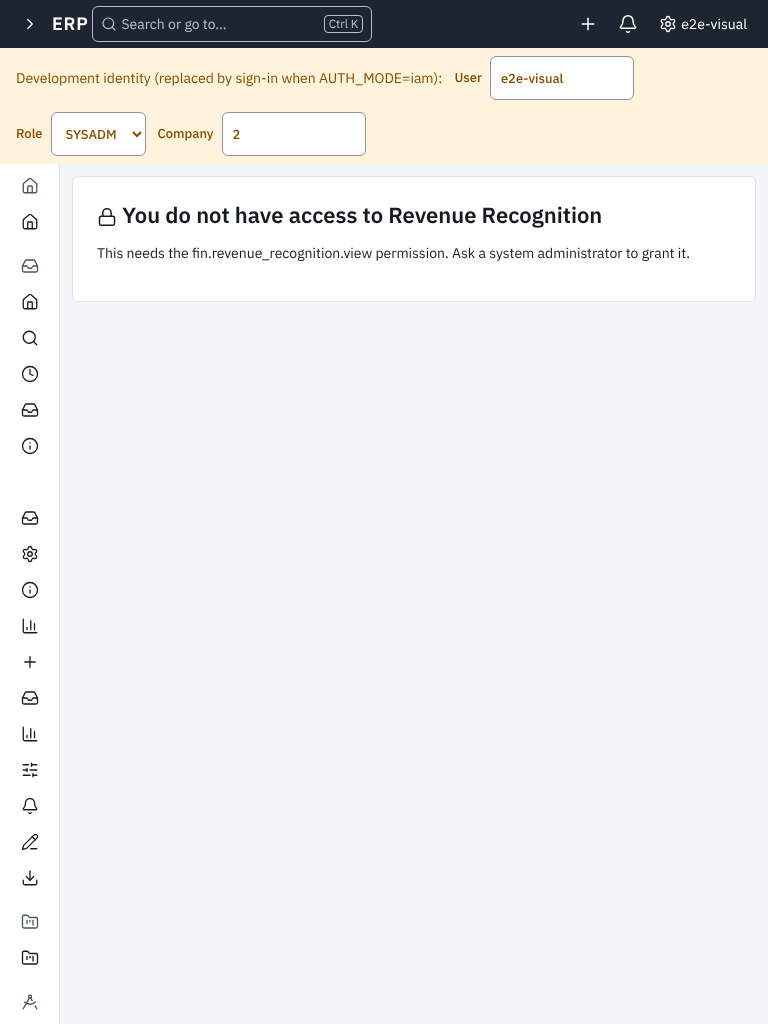 ERP Search or go to... Ctrl K e2e-visual
Development identity (replaced by sign-in when AUTH_MODE=iam): User e2e-visual
Role SYSADM Company 2
You do not have access to Revenue Recognition
This needs the fin.revenue_recognition.view permission. Ask a system administrator to grant it.